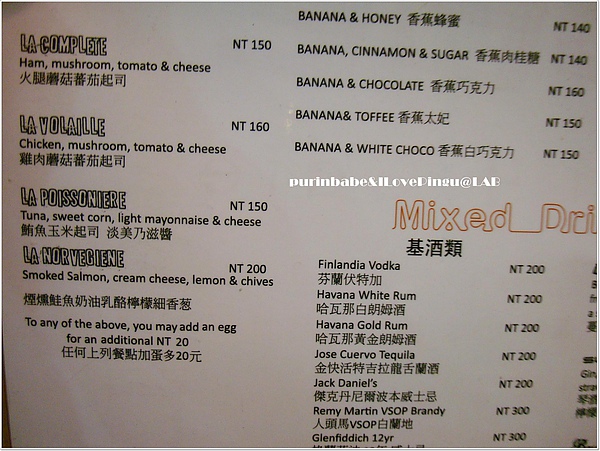 LA COMPLETE NT 150
Ham, mushroom, tomato & cheese
火腿蘑菇蕃茄起司
LA VOLAILLE NT 160
Chicken, mushroom, tomato & cheese
雞肉蘑菇蕃茄起司
LA POISSONIERE NT 150
Tuna, sweet corn, light mayonnaise & cheese
鮪魚玉米起司 淡美乃滋醬
LA NORVEGIENE NT 200
Smoked Salmon, cream cheese, lemon & chives
煙燻鮭魚奶油乳酪檸檬細香葱
To any of the above, you may add an egg
for an additional NT 20
任何上列餐點加蛋多20元
BANANA & HONEY 香蕉蜂蜜 NT 140
BANANA, CINNAMON & SUGAR 香蕉肉桂糖 NT 140
BANANA & CHOCOLATE 香蕉巧克力 NT 160
BANANA& TOFFEE 香蕉太妃 NT 150
BANANA & WHITE CHOCO 香蕉白巧克力 NT 150
purinbabe&ILovePingu@LAB
Mixed Dri
基酒類
Finlandia Vodka NT 200
芬蘭伏特加
Havana White Rum NT 200
哈瓦那白朗姆酒
Havana Gold Rum NT 200
哈瓦那黃金朗姆酒
Jose Cuervo Tequila NT 200
金快活特吉拉龍舌蘭酒
Jack Daniel's NT 200
傑克丹尼爾波本威士忌
Remy Martin VSOP Brandy NT 300
人頭馬VSOP白蘭地
Glenfiddich 12yr NT 300